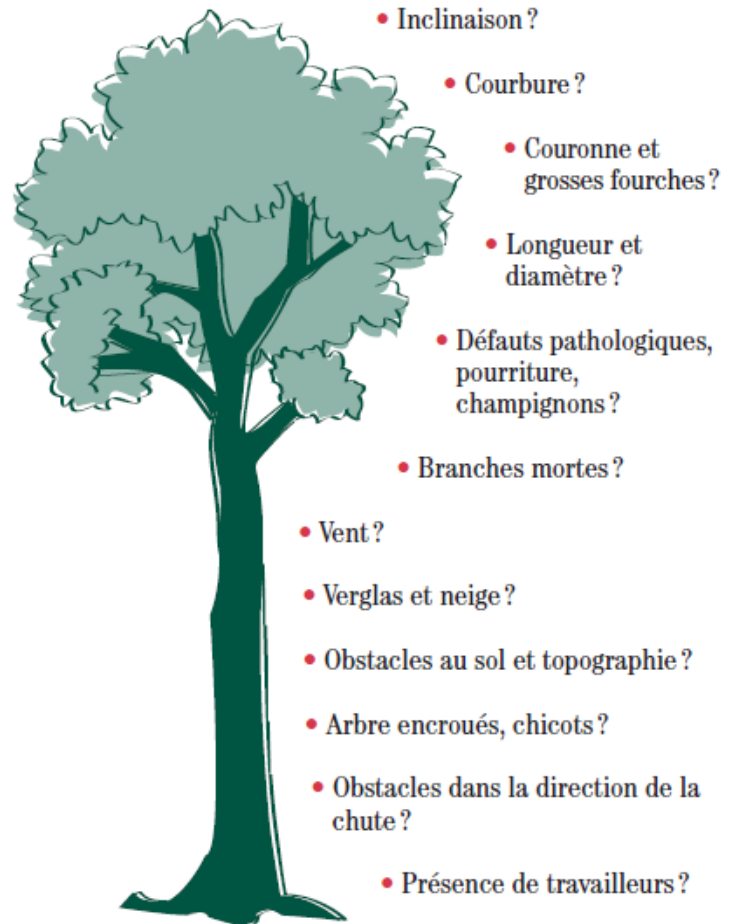 • Inclinaison ?
• Courbure ?
• Couronne et
grosses fourches ?
• Longueur et
diamètre ?
• Défauts pathologiques,
pourriture,
champignons ?
• Branches mortes ?
• Vent ?
• Verglas et neige ?
• Obstacles au sol et topographie ?
• Arbre encroués, chicots ?
• Obstacles dans la direction de la
chute ?
• Présence de travailleurs ?